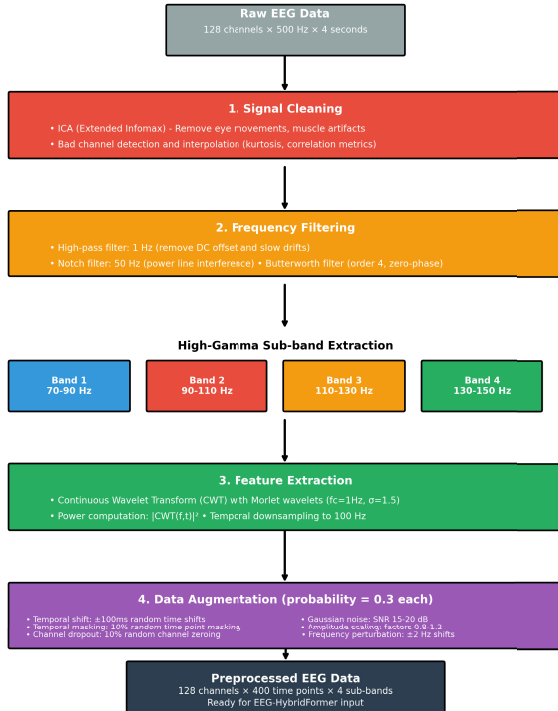 Raw EEG Data
128 channels × 500 Hz × 4 seconds
1. Signal Cleaning
• ICA (Extended Infomax) - Remove eye movements, muscle artifacts
• Bad channel detection and interpolation (kurtosis, correlation metrics)
2. Frequency Filtering
• High-pass filter: 1 Hz (remove DC offset and slow drifts)
• Notch filter: 50 Hz (power line interference) • Butterworth filter (order 4, zero-phase)
High-Gamma Sub-band Extraction
Band 1
70-90 Hz
Band 2
90-110 Hz
Band 3
110-130 Hz
Band 4
130-150 Hz
3. Feature Extraction
• Continuous Wavelet Transform (CWT) with Morlet wavelets (fc=1Hz, σ=1.5)
• Power computation: |CWT(f,t)|² • Temporal downsampling to 100 Hz
4. Data Augmentation (probability = 0.3 each)
• Temporal shift: ±100ms random time shifts
• Temporal masking: 10% random time point masking
• Channel dropout: 10% random channel zeroing
• Gaussian noise: SNR 15-20 dB
• Amplitude scaling: factors 0.8-1.2
• Frequency perturbation: ±2 Hz shifts
Preprocessed EEG Data
128 channels × 400 time points × 4 sub-bands
Ready for EEG-HybridFormer input